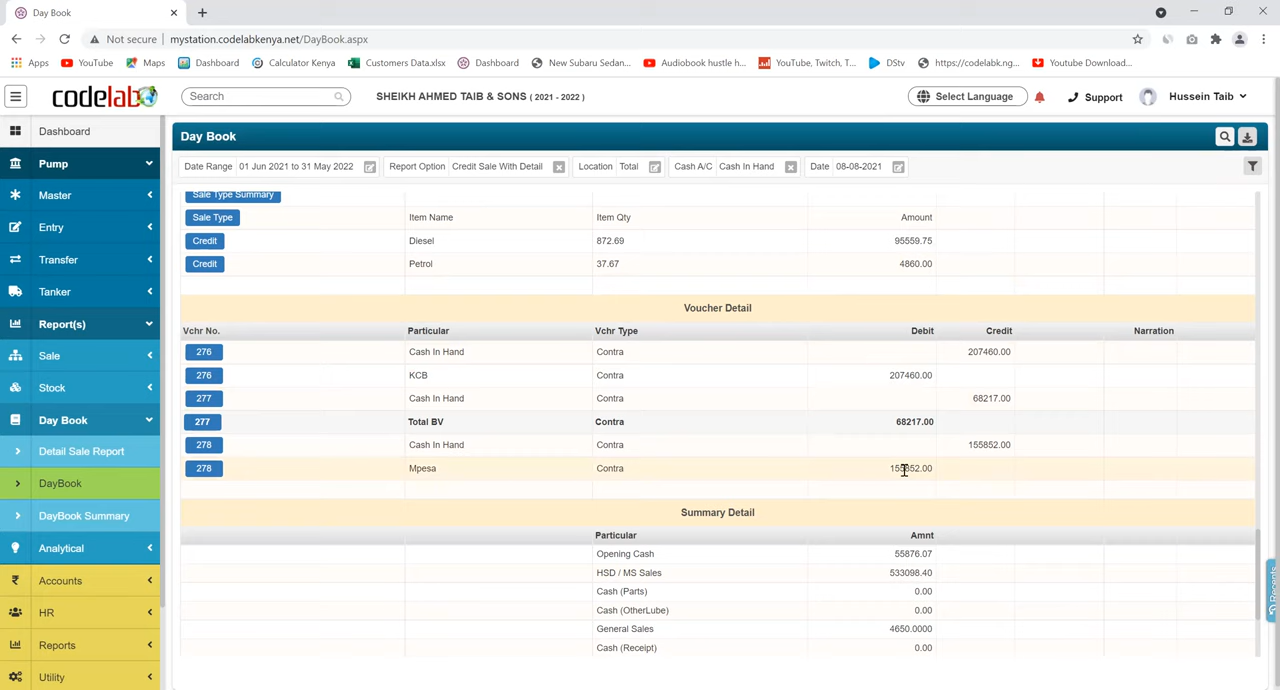 Day Book
Not secure | mystation.codelabkenya.net/DayBook.aspx
Apps YouTube Maps Dashboard Calculator Kenya Customers Data.xlsx Dashboard New Subaru Sedan... Audiobook hustle h... YouTube, Twitch, T... DStv https://codelabk.ng... Youtube Download...
codelab Search SHEIKH AHMED TAIB & SONS ( 2021 - 2022 ) Select Language Support Hussein Taib
Dashboard
Pump
Master
Entry
Transfer
Tanker
Report(s)
Sale
Stock
Day Book
Detail Sale Report
DayBook
DayBook Summary
Analytical
Accounts
HR
Reports
Utility
Day Book
Date Range 01 Jun 2021 to 31 May 2022 Report Option Credit Sale With Detail Location Total Cash A/C Cash In Hand Date 08-08-2021
Sale Type Summary
Sale Type Item Name Item Qty Amount
Credit Diesel 872.69 95559.75
Credit Petrol 37.67 4860.00
Voucher Detail
Vchr No. Particular Vchr Type Debit Credit Narration
276 Cash In Hand Contra 207460.00
276 KCB Contra 207460.00
277 Cash In Hand Contra 68217.00
277 Total BV Contra 68217.00
278 Cash In Hand Contra 155852.00
278 Mpesa Contra 155852.00
Summary Detail
Particular Amnt
Opening Cash 55876.07
HSD / MS Sales 533098.40
Cash (Parts) 0.00
Cash (OtherLube) 0.00
General Sales 4650.0000
Cash (Receipt) 0.00
Recents